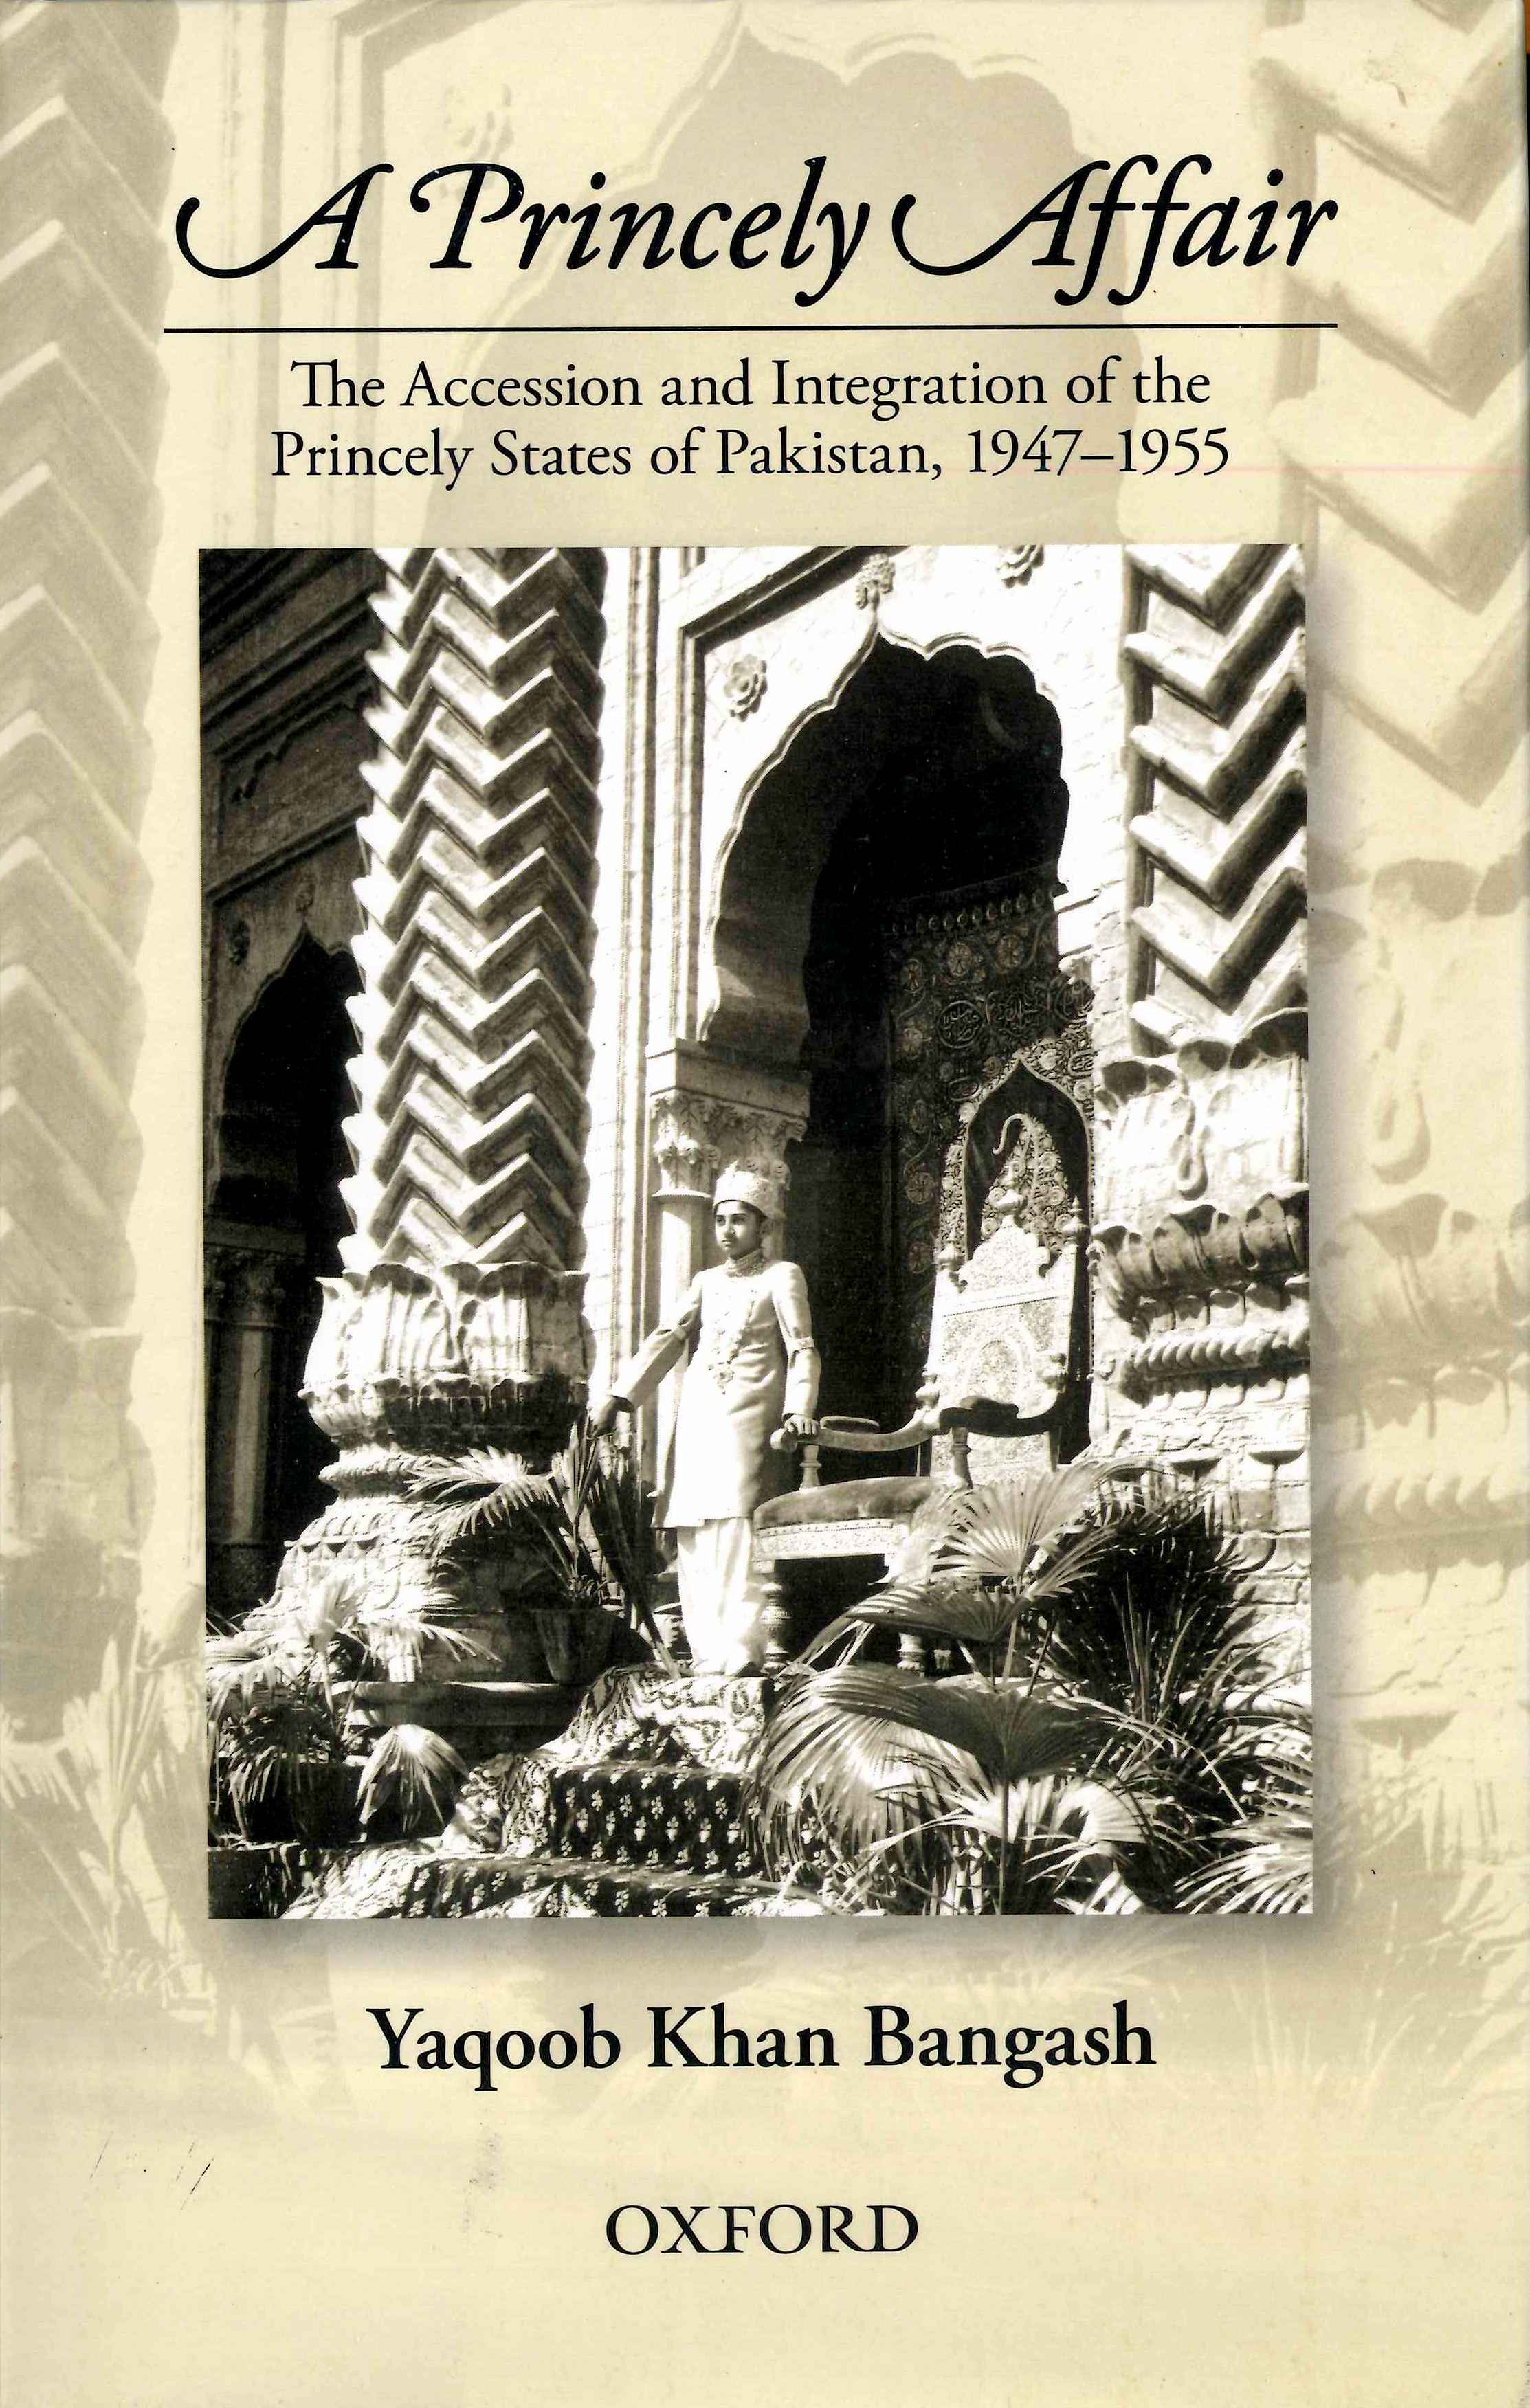 A Princely Affair
The Accession and Integration of the
Princely States of Pakistan, 1947–1955
Yaqoob Khan Bangash
OXFORD